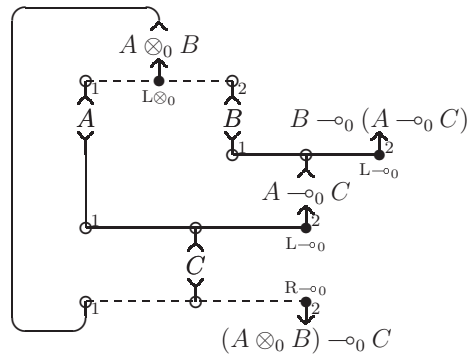 A ⊗₀ B
1 L⊗₀ 2
A B B ⊸₀ (A ⊸₀ C)
1 2
L⊸₀
A ⊸₀ C
1 2
L⊸₀
C
R⊸₀
1 2
(A ⊗₀ B) ⊸₀ C